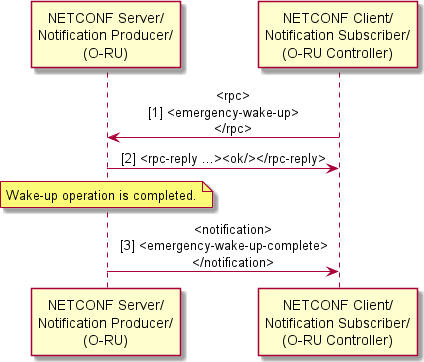 NETCONF Server/
Notification Producer/
(O-RU)
NETCONF Client/
Notification Subscriber/
(O-RU Controller)
<rpc>
[1] <emergency-wake-up>
</rpc>
[2] <rpc-reply ...><ok/></rpc-reply>
Wake-up operation is completed.
<notification>
[3] <emergency-wake-up-complete>
</notification>
NETCONF Server/
Notification Producer/
(O-RU)
NETCONF Client/
Notification Subscriber/
(O-RU Controller)